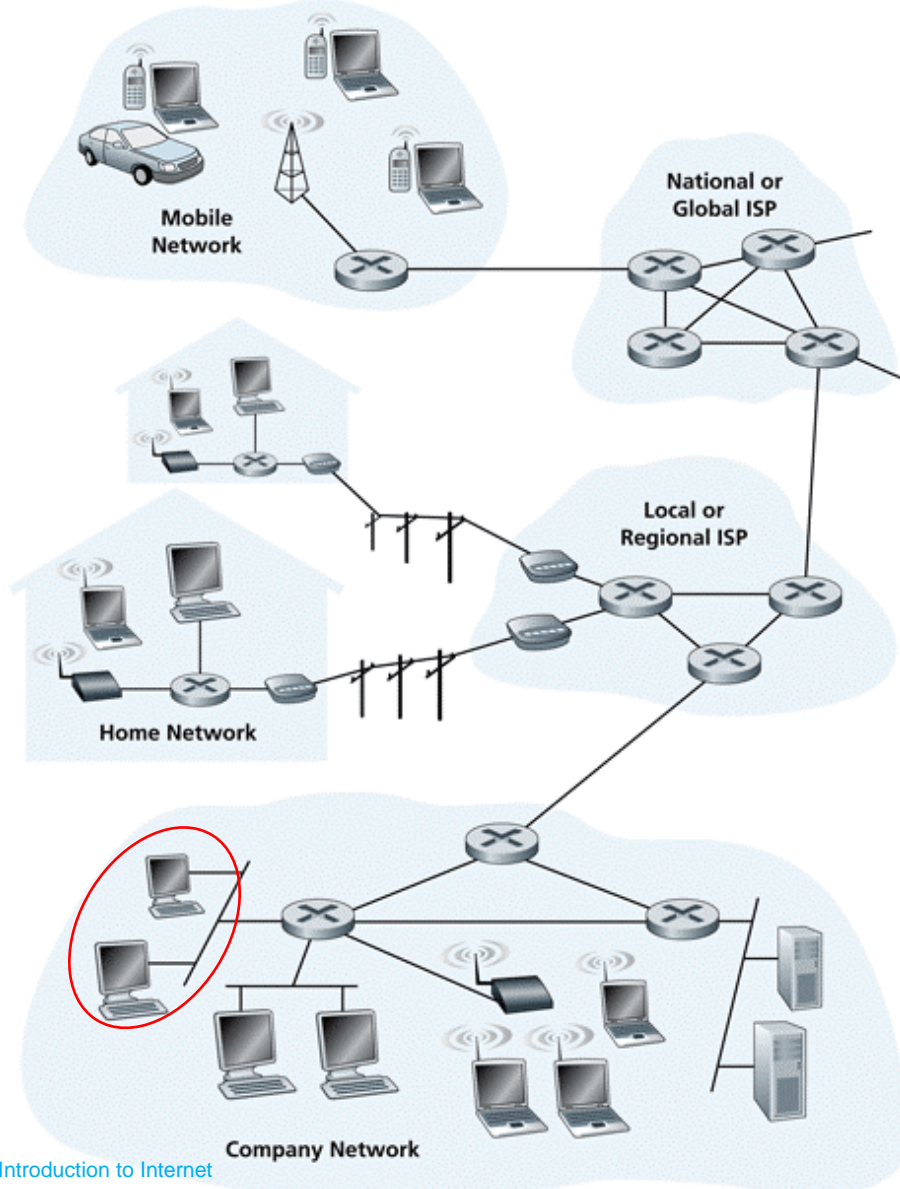 National or
Global ISP
Mobile
Network
Local or
Regional ISP
Home Network
Company Network
Introduction to Internet